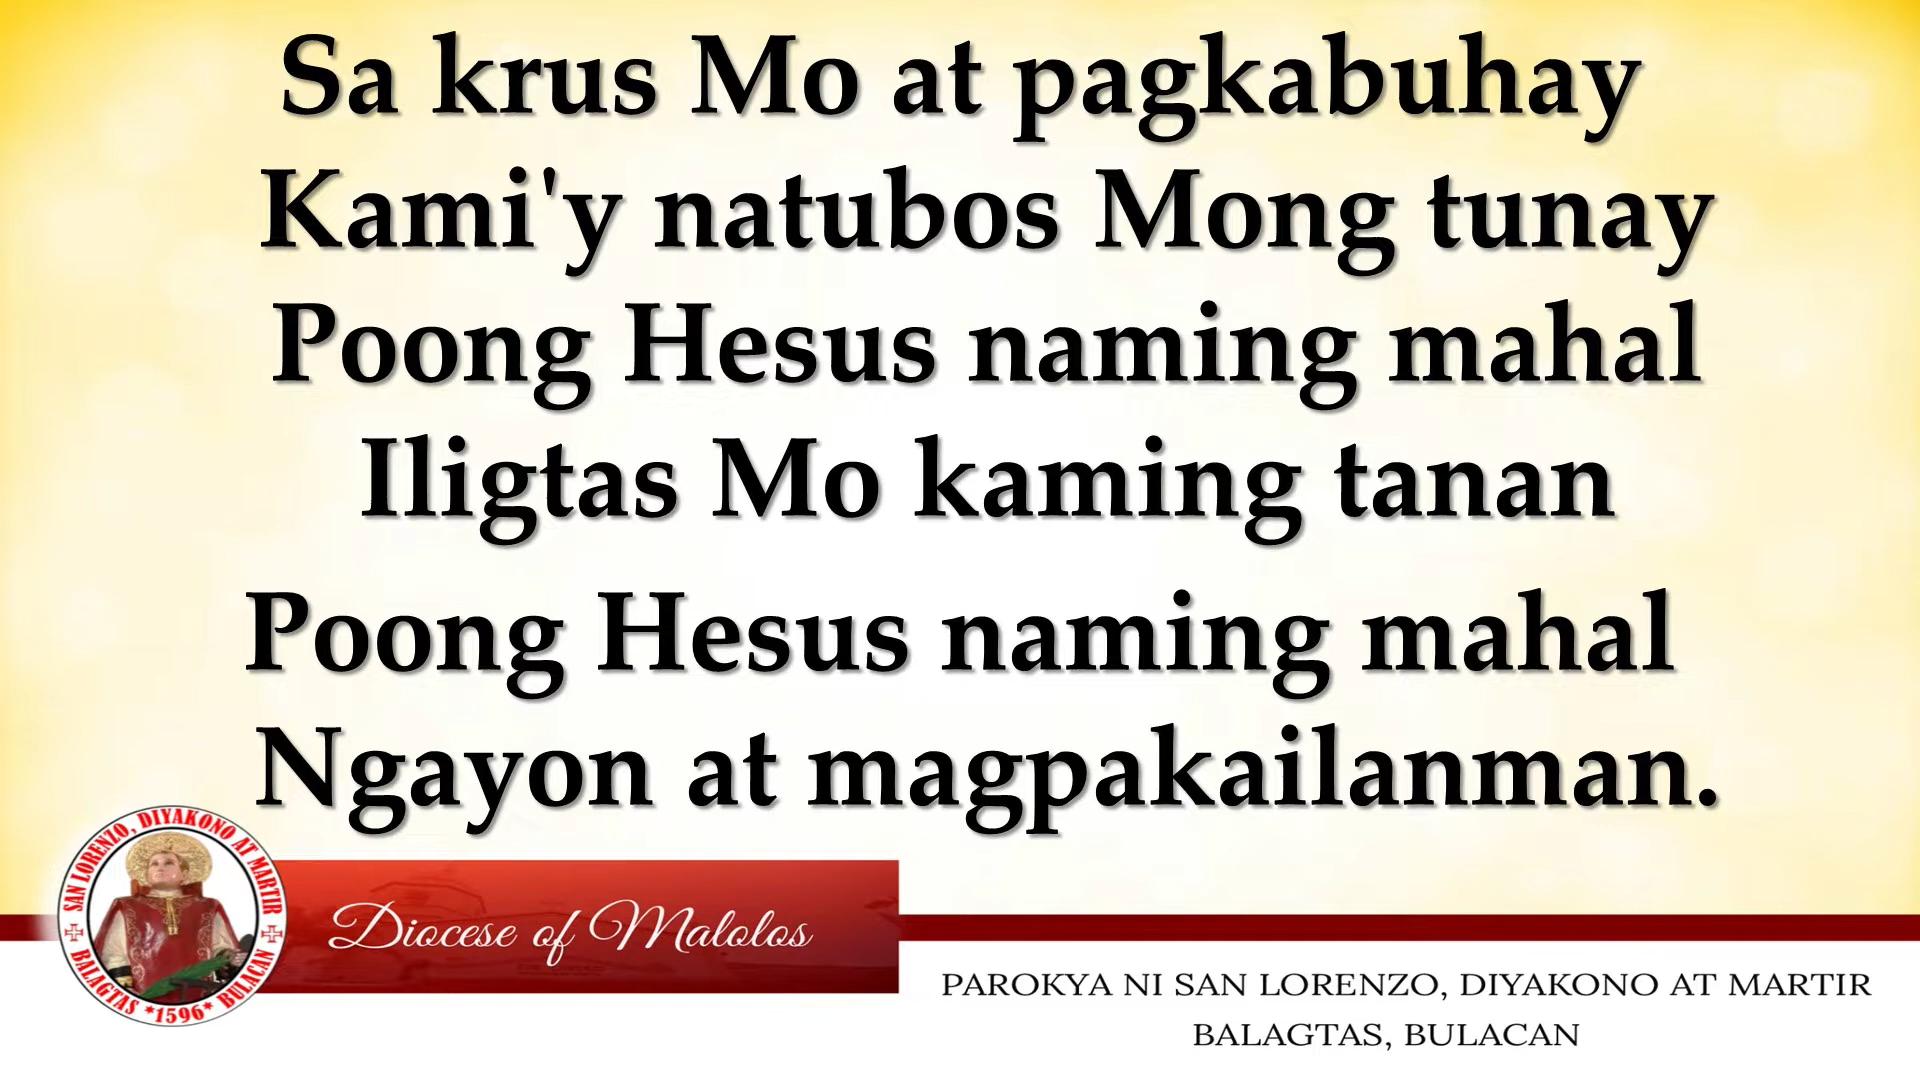 Sa krus Mo at pagkabuhay
Kami'y natubos Mong tunay
Poong Hesus naming mahal
Iligtas Mo kaming tanan
Poong Hesus naming mahal
Ngayon at magpakailanman.
SAN LORENZO, DIYAKONO AT MARTIR
BALAGTAS *1596* BULACAN
Diocese of Malolos
PAROKYA NI SAN LORENZO, DIYAKONO AT MARTIR
BALAGTAS, BULACAN